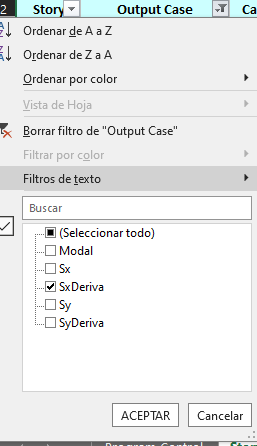 2 Story Output Case Ca
Ordenar de A a Z
Ordenar de Z a A
Ordenar por color
Vista de Hoja
Borrar filtro de "Output Case"
Filtrar por color
Filtros de texto
Buscar
(Seleccionar todo)
Modal
Sx
SxDeriva
Sy
SyDeriva
ACEPTAR Cancelar